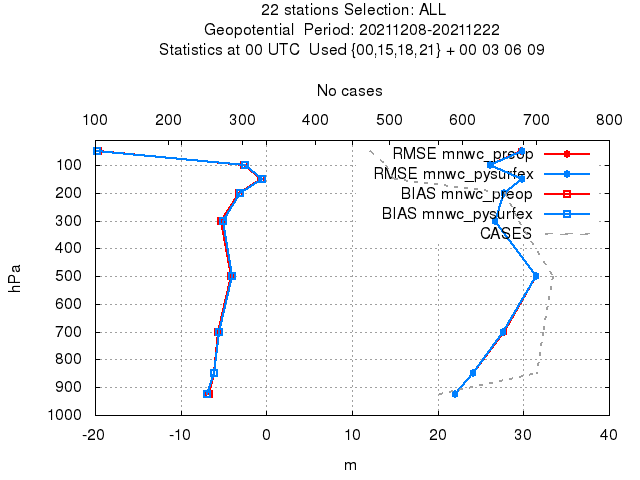 22 stations Selection: ALL
Geopotential  Period: 20211208-20211222
Statistics at 00 UTC  Used {00,15,18,21} + 00 03 06 09
No cases
100 200 300 400 500 600 700 800
RMSE mnwc_preop
RMSE mnwc_pysurfex
BIAS mnwc_preop
BIAS mnwc_pysurfex
CASES
hPa
100
200
300
400
500
600
700
800
900
1000
-20 -10 0 10 20 30 40
m